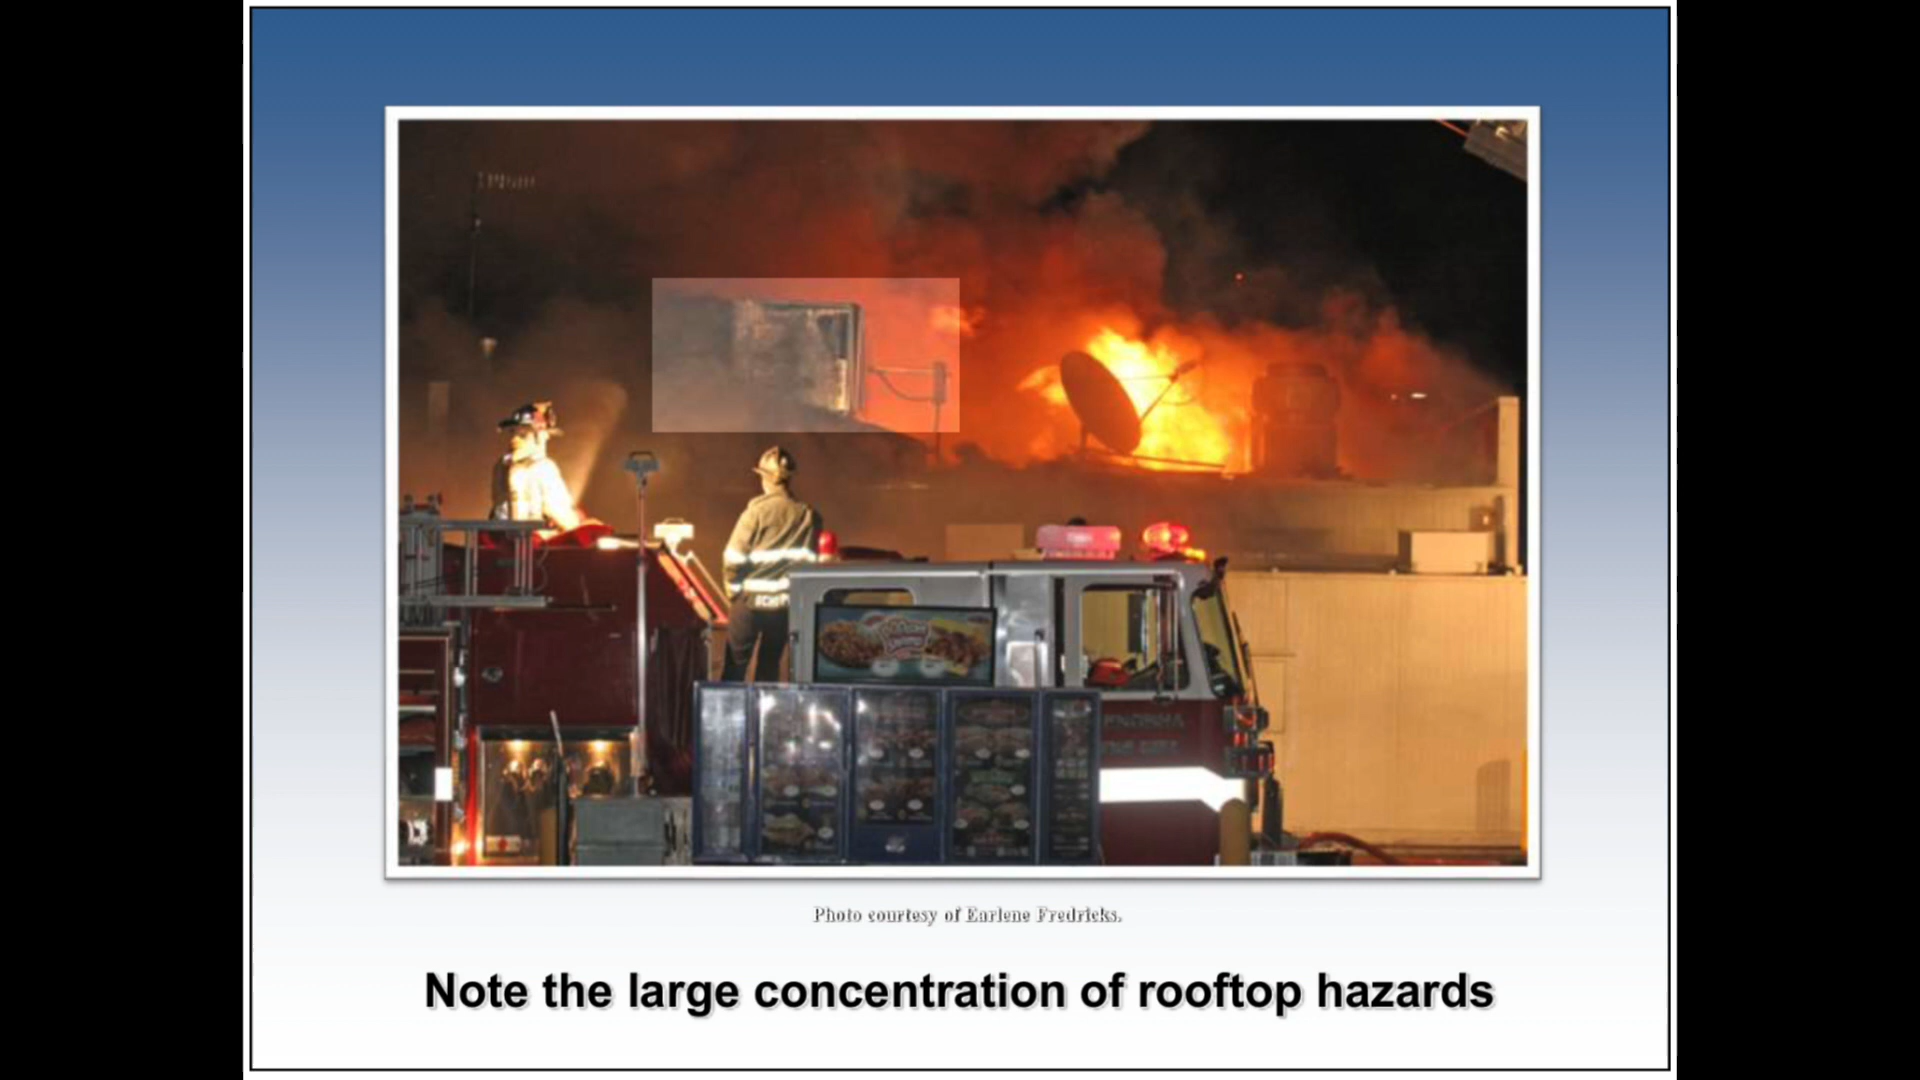 Photo courtesy of Earlene Fredricks.
Note the large concentration of rooftop hazards